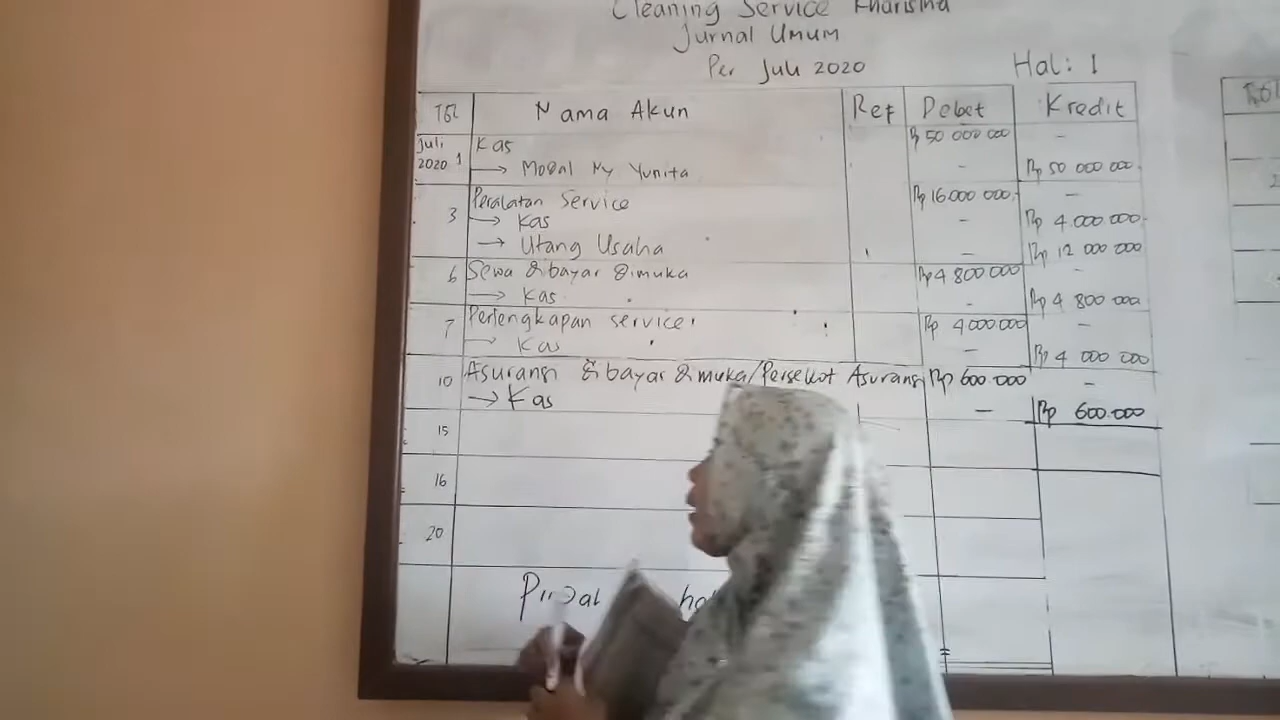 Cleaning Service Kharisma
Jurnal Umum
Per Juli 2020
Hal: 1
Tgl Nama Akun Ref Debet Kredit
Juli 2020 1 Kas Rp 50 000 000 -
→ Modal Ny Yunita - Rp 50 000 000
3 Peralatan Service Rp 16 000 000 -
→ Kas - Rp 4.000 000
→ Utang Usaha - Rp 12 000 000
6 Sewa dibayar dimuka Rp 4 800 000 -
→ Kas - Rp 4 800 000
7 Perlengkapan service Rp 4 000 000 -
→ Kas - Rp 4 000 000
10 Asuransi dibayar dimuka/Persekot Asuransi Rp 600.000 -
→ Kas - Rp 600.000
15
16
20